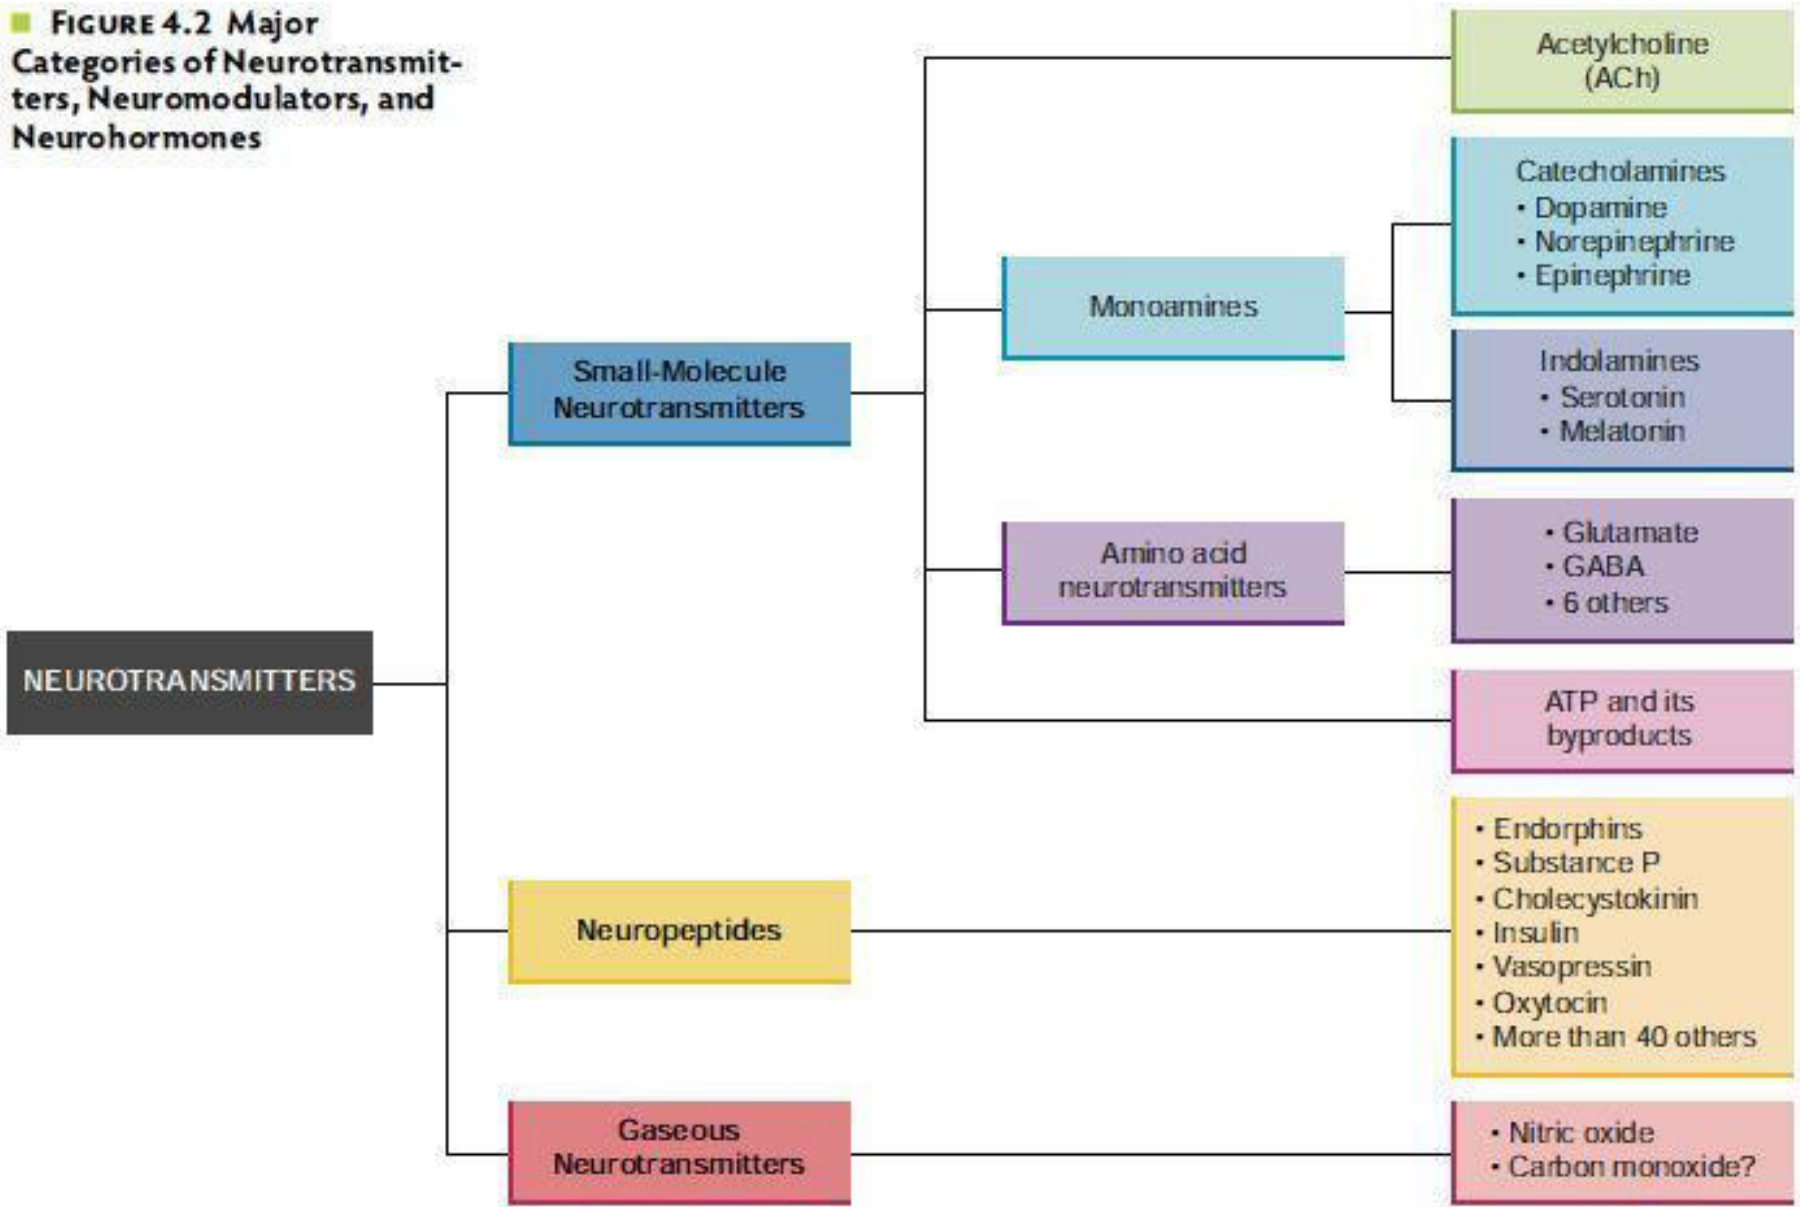 FIGURE 4.2 Major
Categories of Neurotransmit-
ters, Neuromodulators, and
Neurohormones
NEUROTRANSMITTERS
Small-Molecule
Neurotransmitters
Acetylcholine
(ACh)
Monoamines
Catecholamines
• Dopamine
• Norepinephrine
• Epinephrine
Indolamines
• Serotonin
• Melatonin
Amino acid
neurotransmitters
• Glutamate
• GABA
• 6 others
ATP and its
byproducts
Neuropeptides
• Endorphins
• Substance P
• Cholecystokinin
• Insulin
• Vasopressin
• Oxytocin
• More than 40 others
Gaseous
Neurotransmitters
• Nitric oxide
• Carbon monoxide?